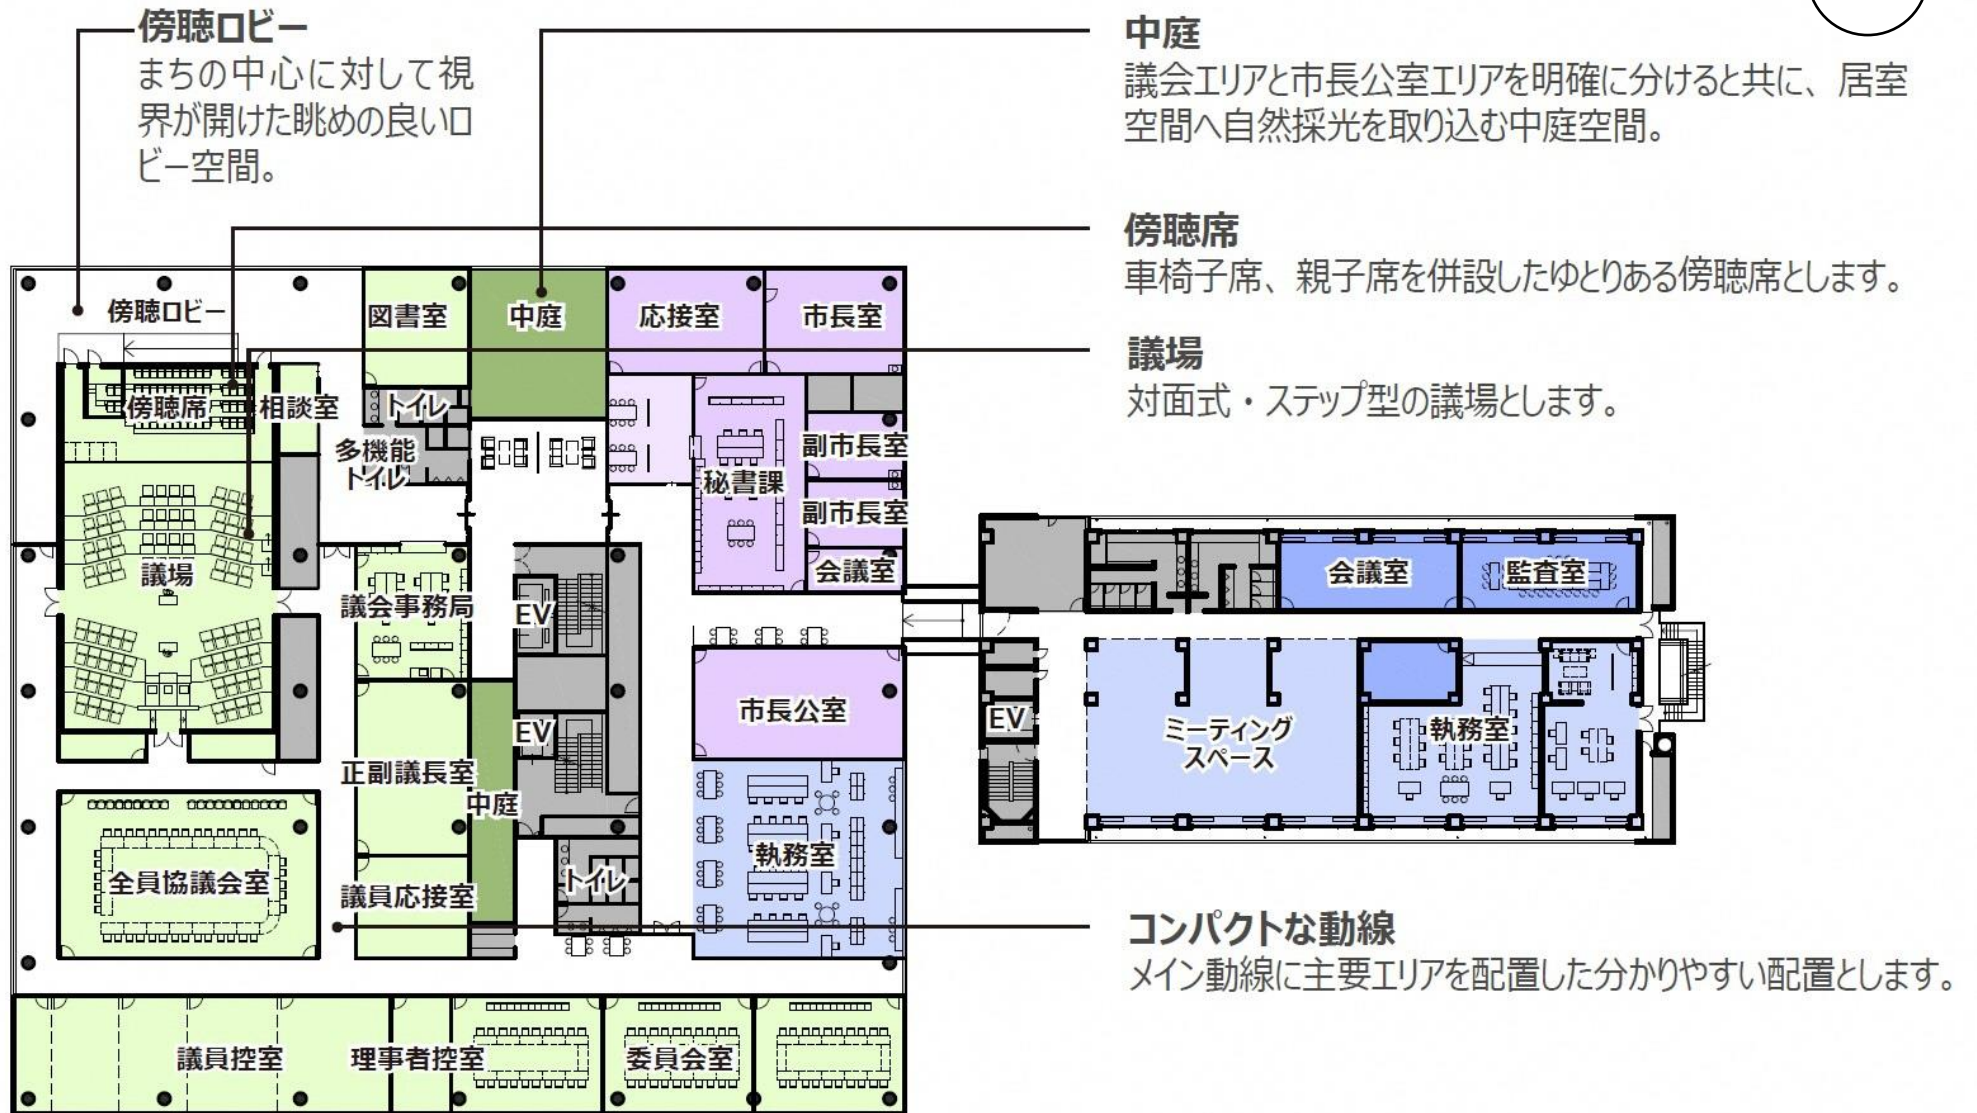 傍聴ロビー
まちの中心に対して視
界が開けた眺めの良いロ
ビー空間。
中庭
議会エリアと市長公室エリアを明確に分けると共に、居室
空間へ自然採光を取り込む中庭空間。
傍聴席
車椅子席、親子席を併設したゆとりある傍聴席とします。
議場
対面式・ステップ型の議場とします。
傍聴ロビー
図書室
中庭
応接室
市長室
傍聴席
相談室
トイレ
多機能
トイレ
秘書課
副市長室
副市長室
会議室
議場
議会事務局
EV
会議室
監査室
市長公室
EV
EV
ミーティング
スペース
執務室
正副議長室
中庭
執務室
全員協議会室
議員応接室
トイレ
コンパクトな動線
メイン動線に主要エリアを配置した分かりやすい配置とします。
議員控室
理事者控室
委員会室